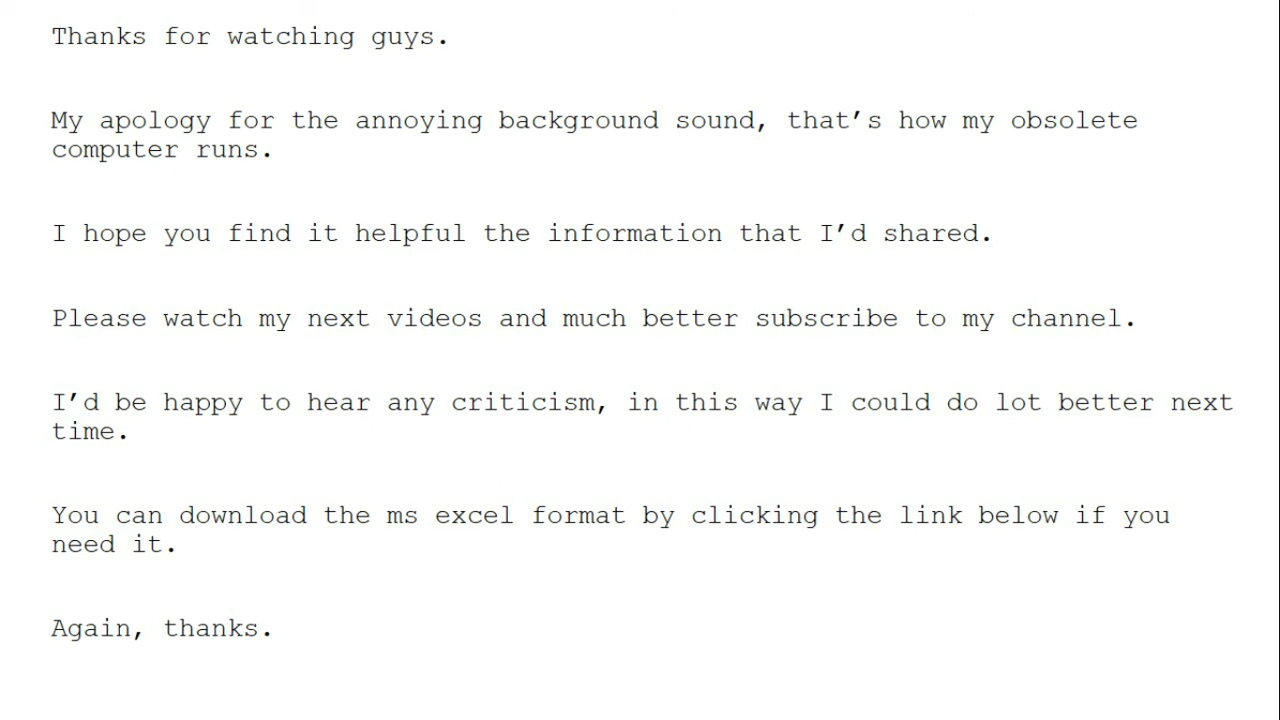 Thanks for watching guys.
My apology for the annoying background sound, that’s how my obsolete
computer runs.
I hope you find it helpful the information that I’d shared.
Please watch my next videos and much better subscribe to my channel.
I’d be happy to hear any criticism, in this way I could do lot better next
time.
You can download the ms excel format by clicking the link below if you
need it.
Again, thanks.